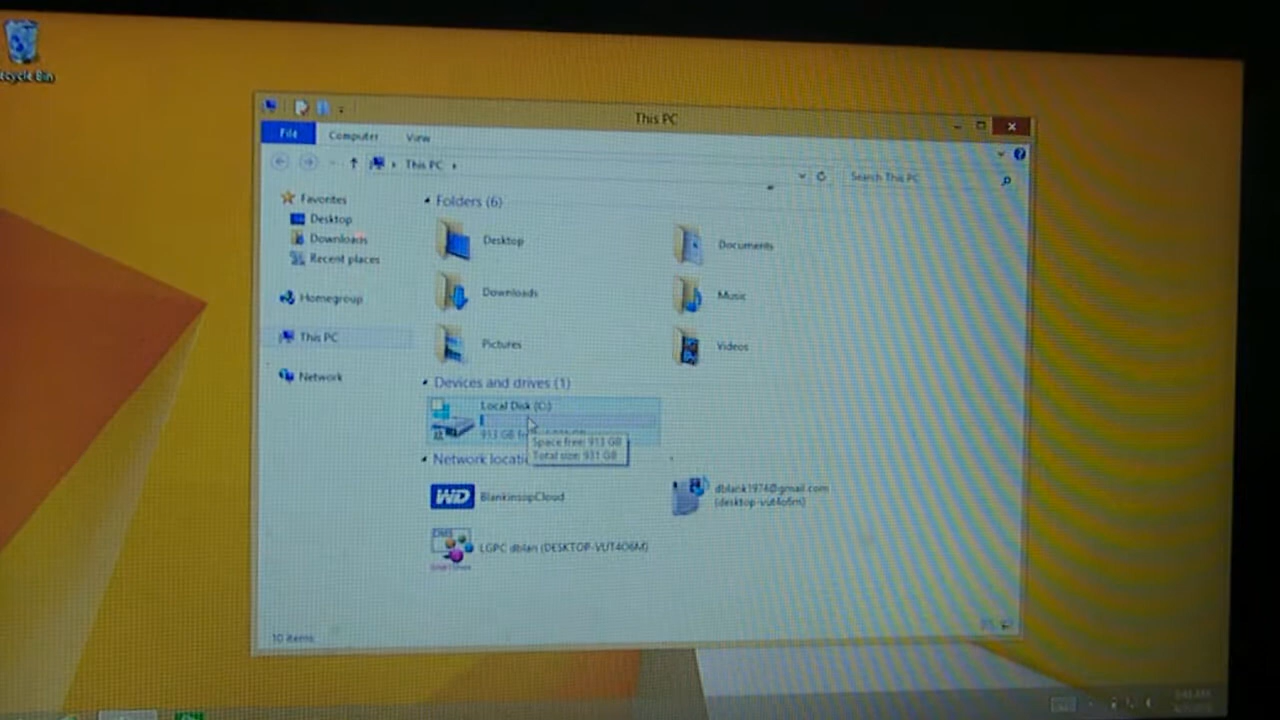 This PC
File Computer View
This PC
Search This PC
Favorites
Desktop
Downloads
Recent places
Homegroup
This PC
Network
Folders (6)
Desktop
Documents
Downloads
Music
Pictures
Videos
Devices and drives (1)
Local Disk (C:)
913 GB
Space free: 913 GB
Total size: 931 GB
Network locati
WD BlankinsopCloud
dblank1974@gmail.com
(desktop-vut4o6m)
LGPC dblan (DESKTOP-VUT4O6M)
10 items